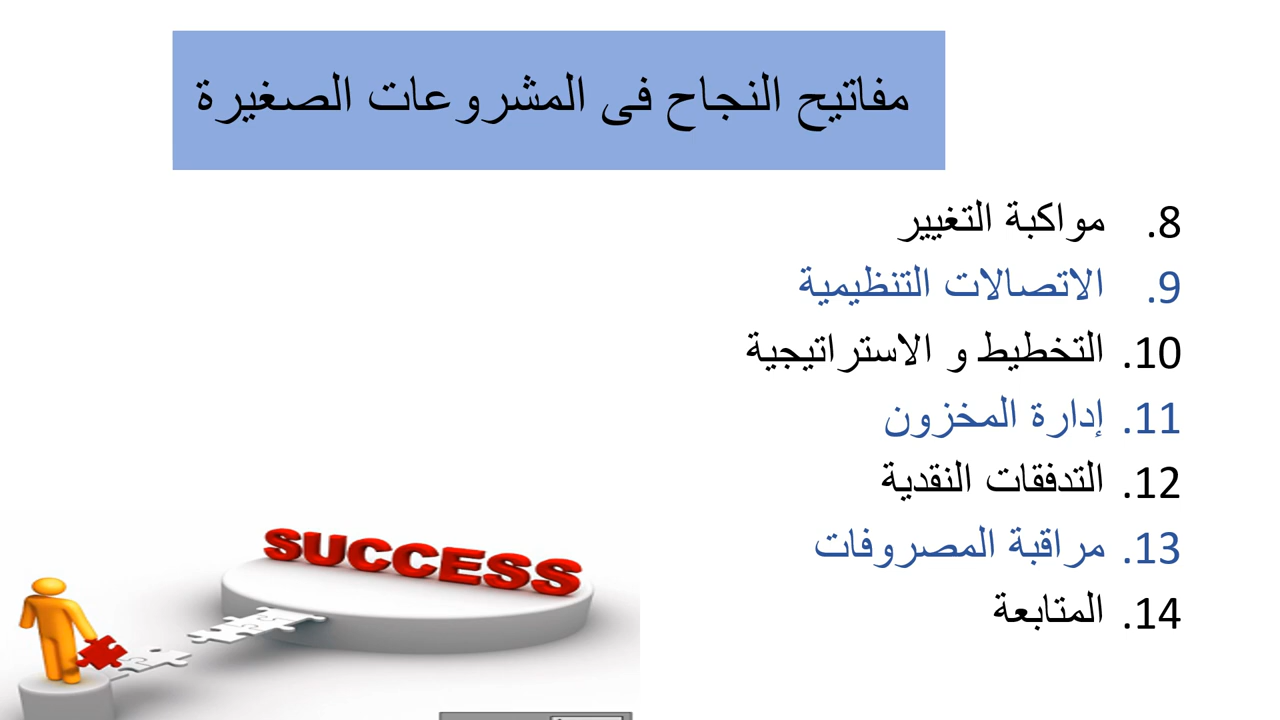 مفاتيح النجاح فى المشروعات الصغيرة
8. مواكبة التغيير
9. الاتصالات التنظيمية
10. التخطيط و الاستراتيجية
11. إدارة المخزون
12. التدفقات النقدية
13. مراقبة المصروفات
14. المتابعة
SUCCESS